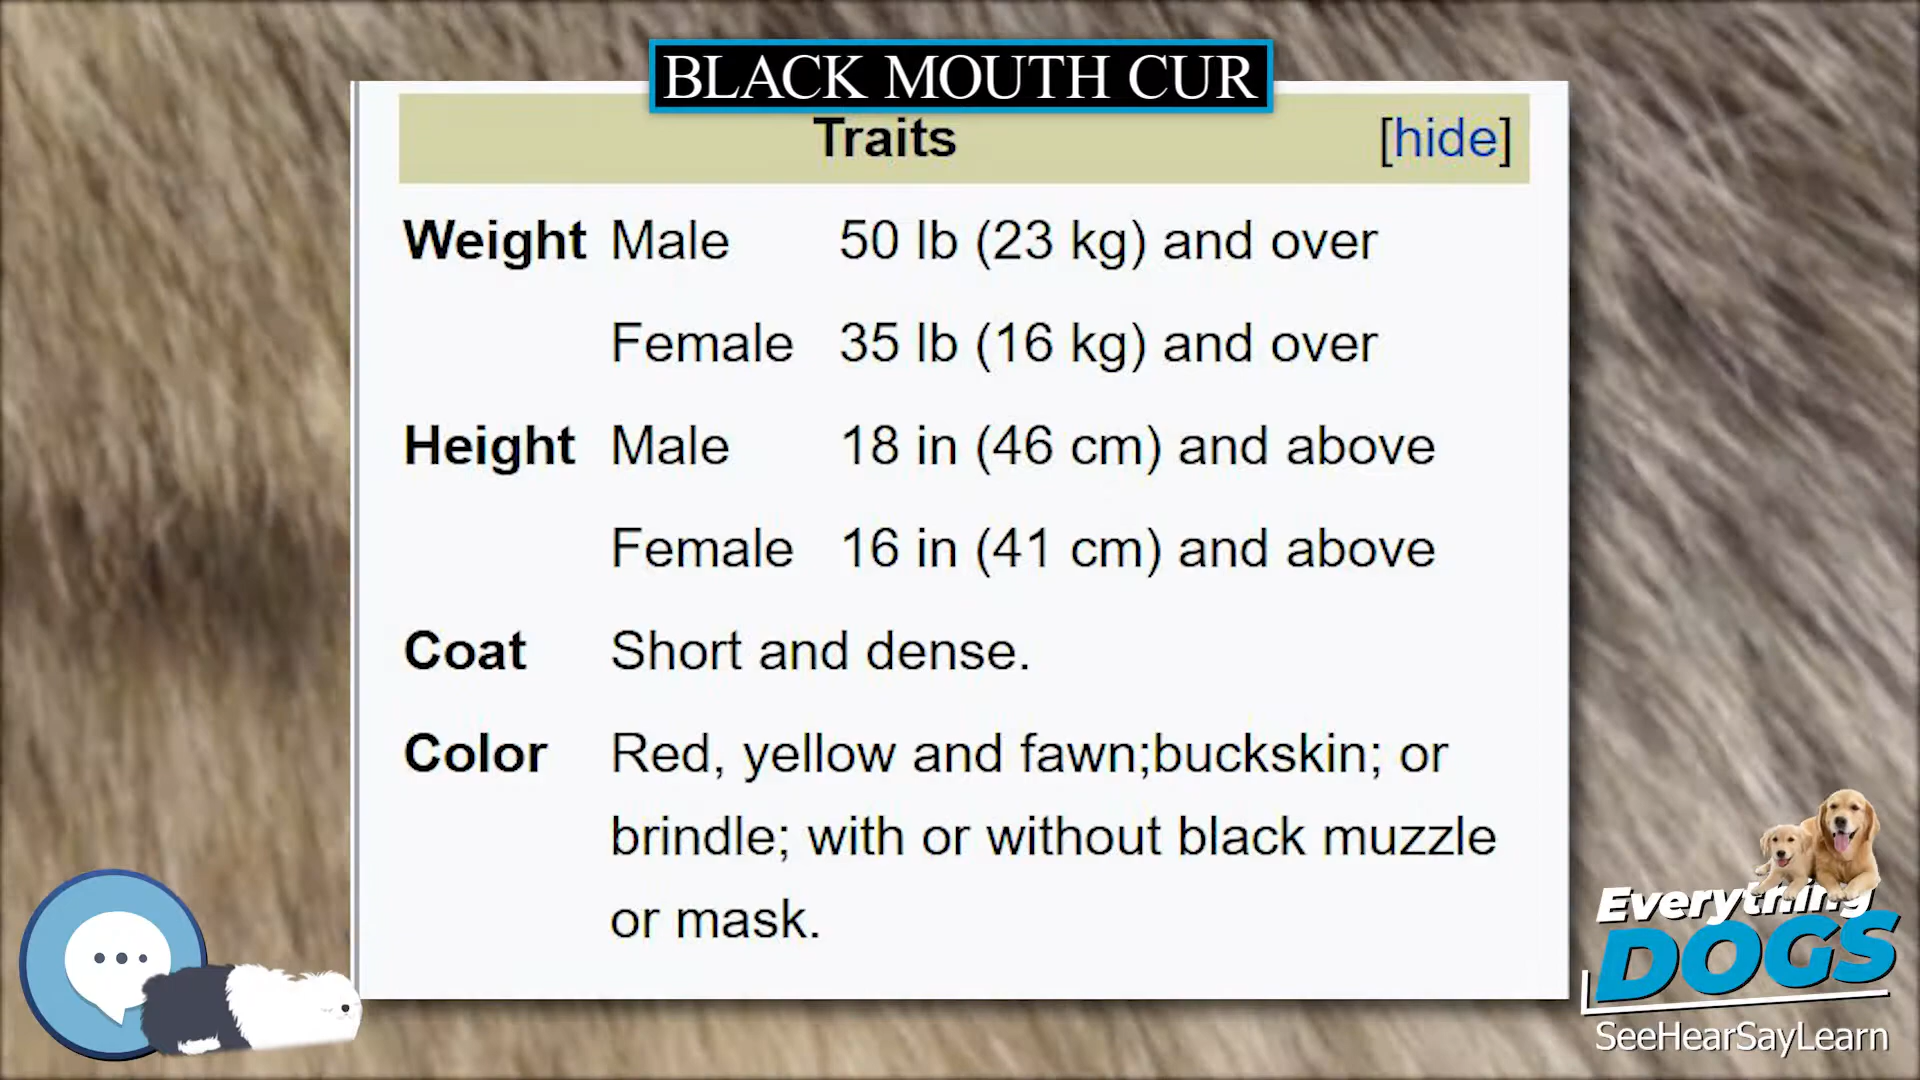 BLACK MOUTH CUR
Traits [hide]
Weight Male 50 lb (23 kg) and over
Female 35 lb (16 kg) and over
Height Male 18 in (46 cm) and above
Female 16 in (41 cm) and above
Coat Short and dense.
Color Red, yellow and fawn;buckskin; or
brindle; with or without black muzzle
or mask.
Everything
DOGS
SeeHearSayLearn